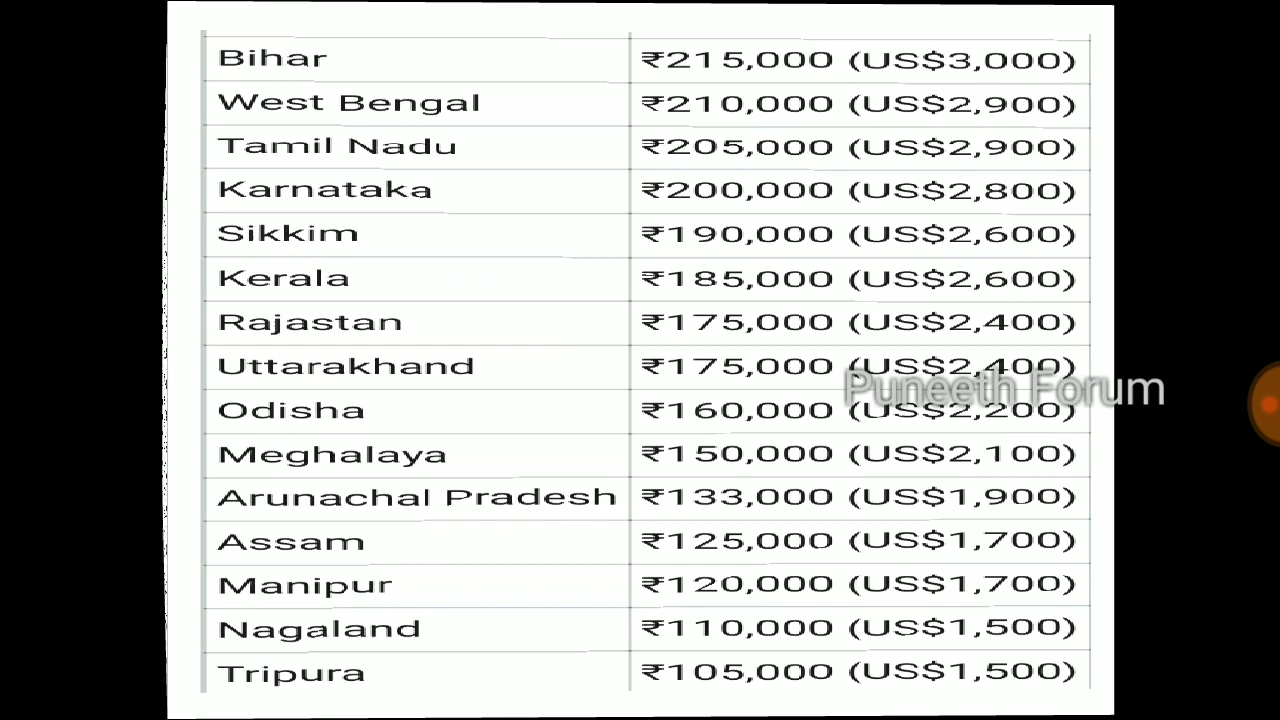 Bihar ₹215,000 (US$3,000)
West Bengal ₹210,000 (US$2,900)
Tamil Nadu ₹205,000 (US$2,900)
Karnataka ₹200,000 (US$2,800)
Sikkim ₹190,000 (US$2,600)
Kerala ₹185,000 (US$2,600)
Rajastan ₹175,000 (US$2,400)
Uttarakhand ₹175,000 (US$2,400)
Puneeth Forum
Odisha ₹160,000 (US$2,200)
Meghalaya ₹150,000 (US$2,100)
Arunachal Pradesh ₹133,000 (US$1,900)
Assam ₹125,000 (US$1,700)
Manipur ₹120,000 (US$1,700)
Nagaland ₹110,000 (US$1,500)
Tripura ₹105,000 (US$1,500)